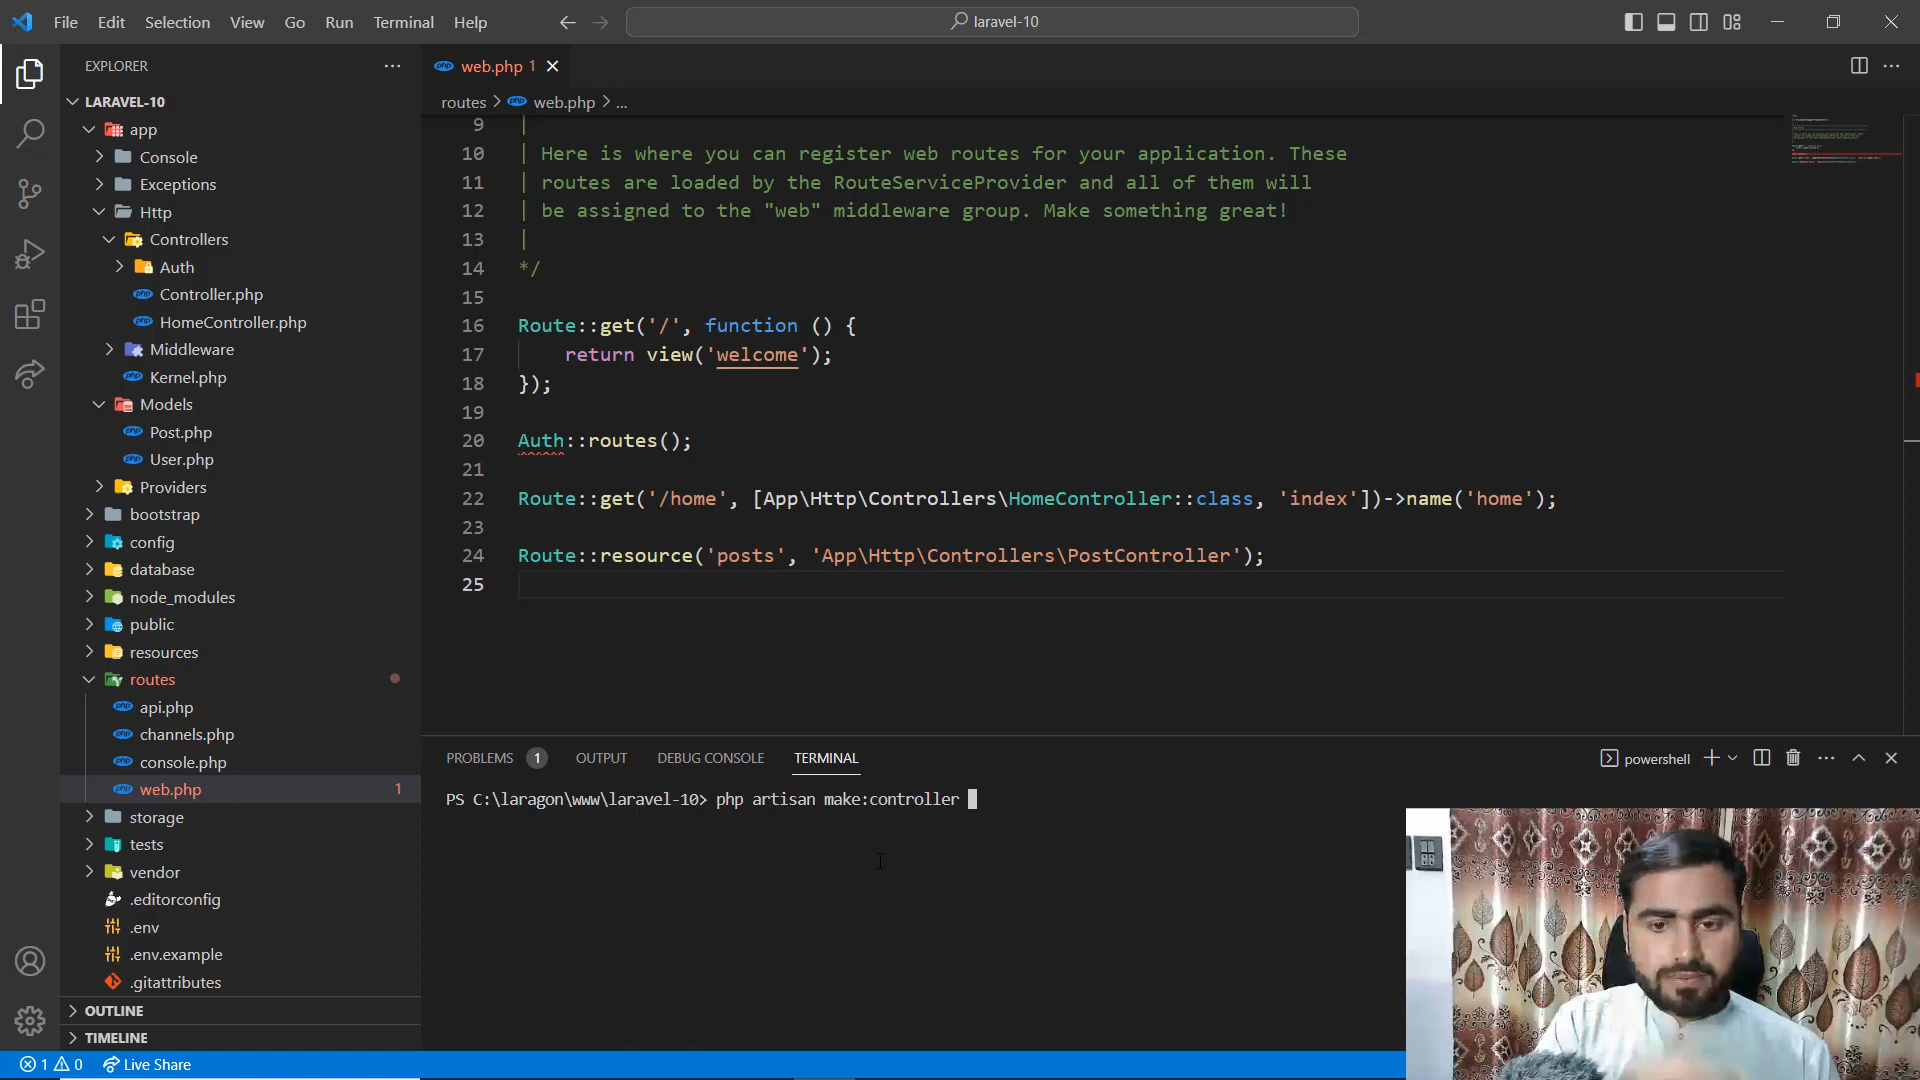 File Edit Selection View Go Run Terminal Help
laravel-10
EXPLORER
LARAVEL-10
app
Console
Exceptions
Http
Controllers
Auth
Controller.php
HomeController.php
Middleware
Kernel.php
Models
Post.php
User.php
Providers
bootstrap
config
database
node_modules
public
resources
routes
api.php
channels.php
console.php
web.php 1
storage
tests
vendor
.editorconfig
.env
.env.example
.gitattributes
OUTLINE
TIMELINE
web.php 1
routes > web.php > ...
9 |
10 | Here is where you can register web routes for your application. These
11 | routes are loaded by the RouteServiceProvider and all of them will
12 | be assigned to the "web" middleware group. Make something great!
13 |
14 */
15
16 Route::get('/', function () {
17 return view('welcome');
18 });
19
20 Auth::routes();
21
22 Route::get('/home', [App\Http\Controllers\HomeController::class, 'index'])->name('home');
23
24 Route::resource('posts', 'App\Http\Controllers\PostController');
25
PROBLEMS 1 OUTPUT DEBUG CONSOLE TERMINAL
powershell
PS C:\laragon\www\laravel-10> php artisan make:controller
1 0 Live Share